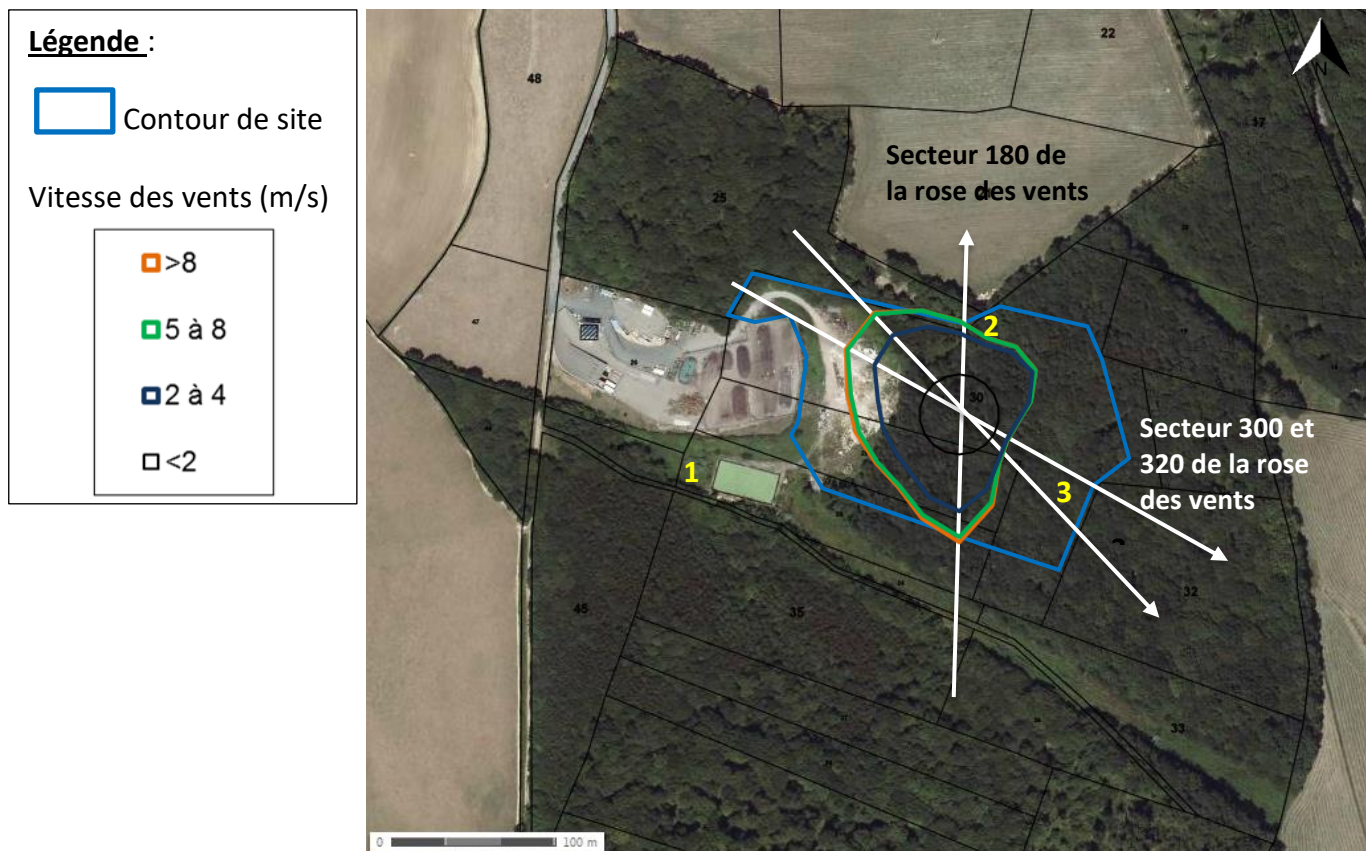 Légende :
Contour de site
Vitesse des vents (m/s)
>8
5 à 8
2 à 4
<2
22
48
17
25
Secteur 180 de
la rose des vents
N
47
2
30
Secteur 300 et
320 de la rose
des vents
1
3
32
45
35
33
0 100 m